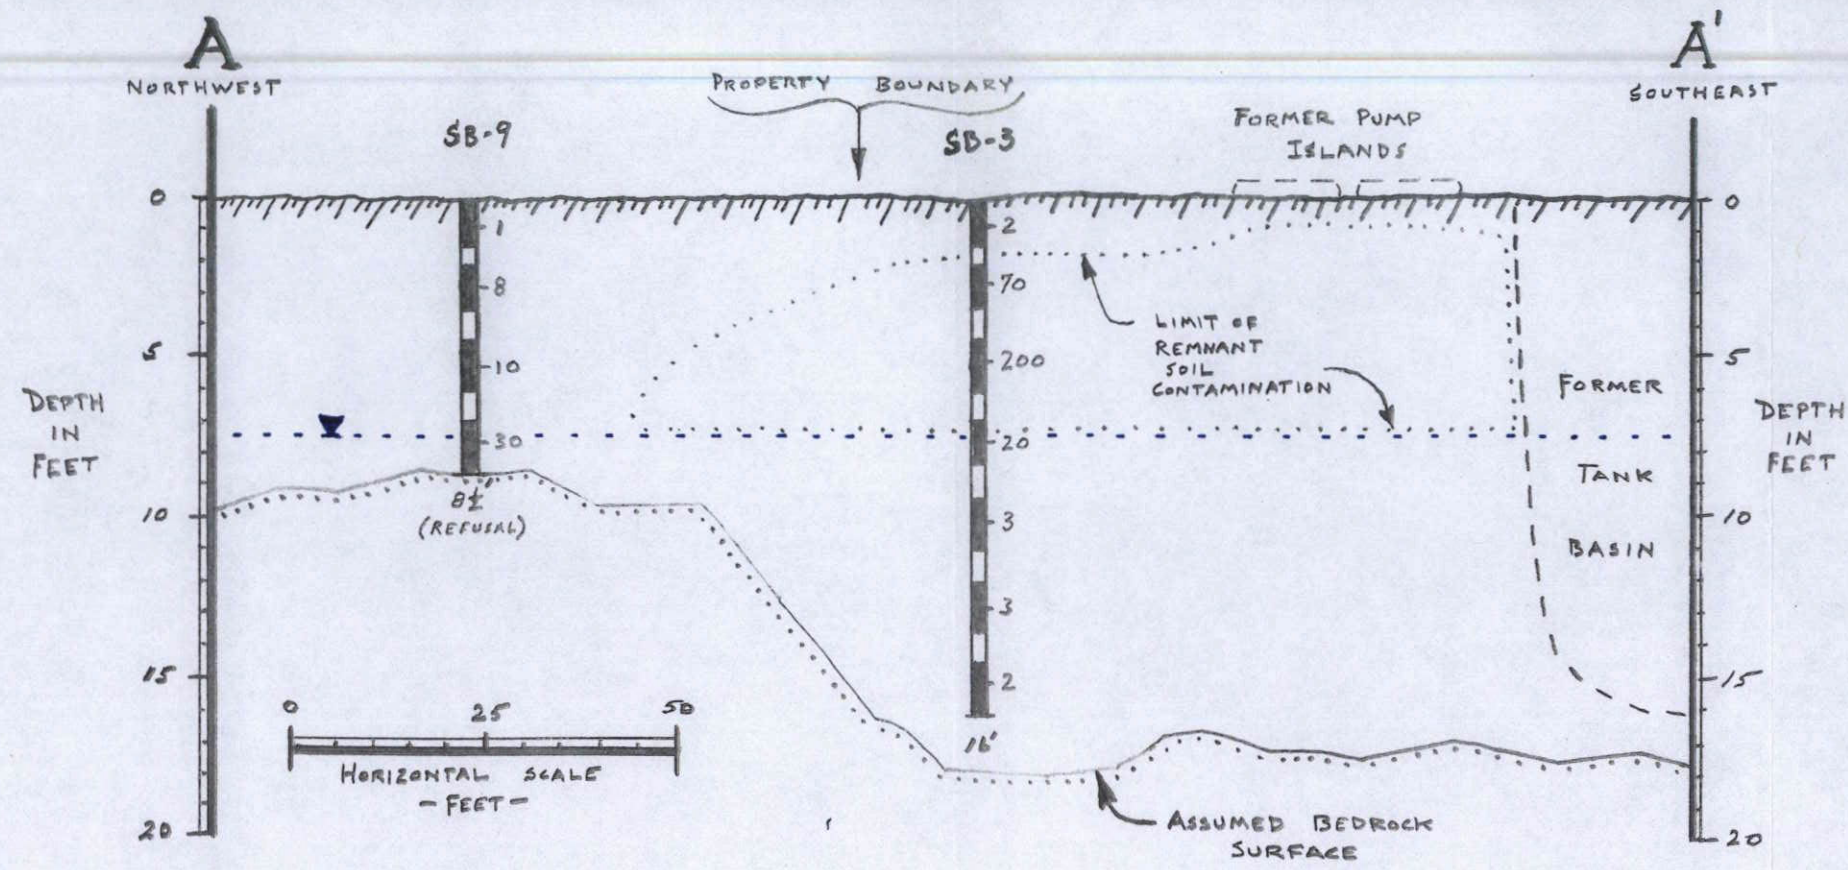 A
NORTHWEST
A'
SOUTHEAST
PROPERTY BOUNDARY
SB-9
SB-3
FORMER PUMP
ISLANDS
0
5
10
15
20
DEPTH
IN
FEET
1
8
10
30
(REFUSAL)
2
70
200
20
3
3
2
16'
LIMIT OF
REMNANT
SOIL
CONTAMINATION
FORMER
TANK
BASIN
0
5
10
15
20
DEPTH
IN
FEET
0 25 50
HORIZONTAL SCALE
- FEET -
ASSUMED BEDROCK
SURFACE